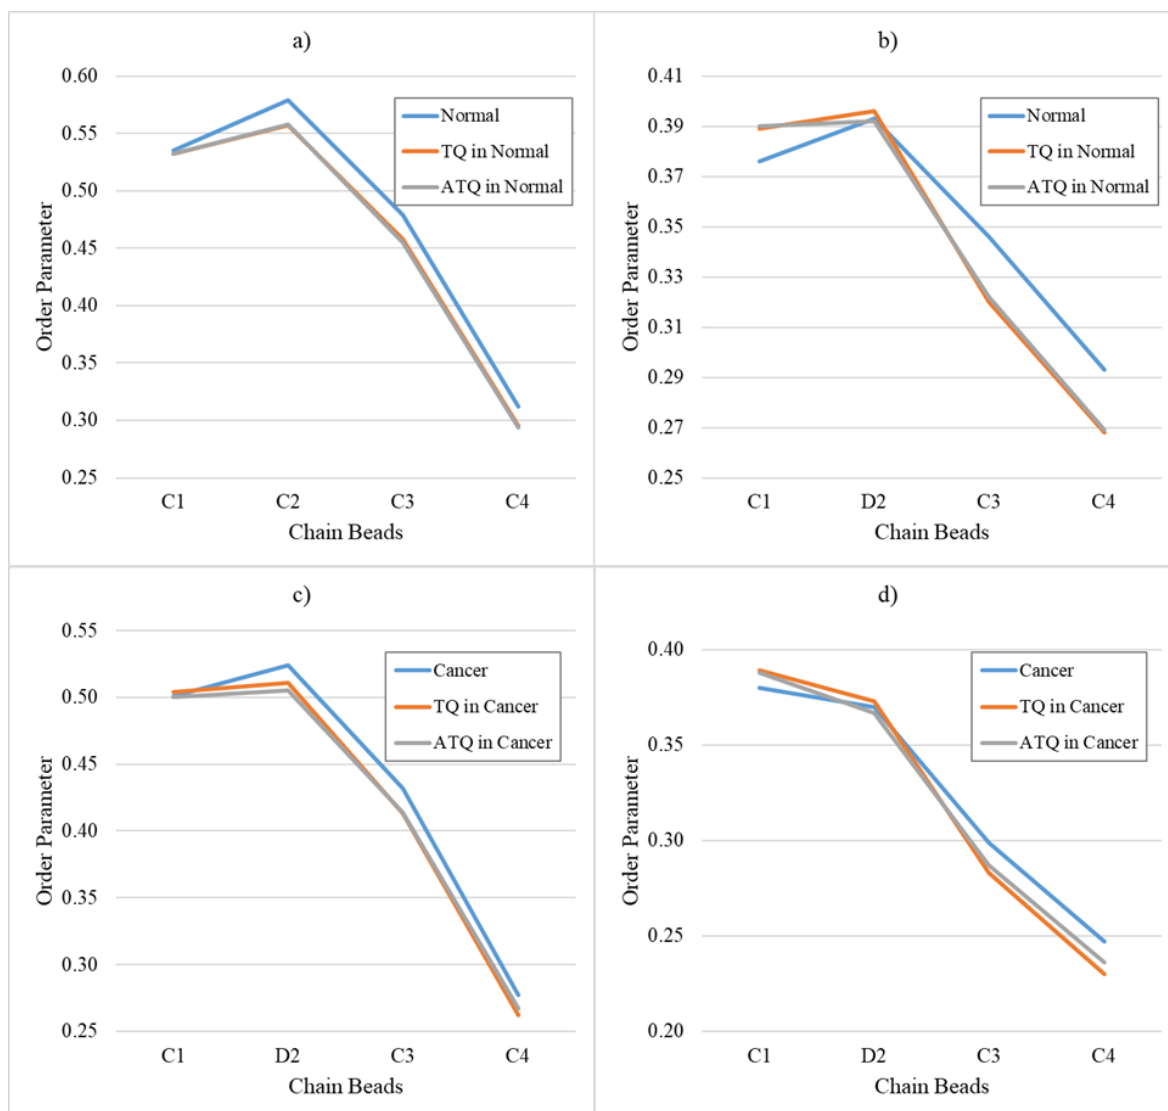 a)
0.60
0.55
0.50
0.45
0.40
0.35
0.30
0.25
Order Parameter
Normal
TQ in Normal
ATQ in Normal
C1 C2 C3 C4
Chain Beads
b)
0.41
0.39
0.37
0.35
0.33
0.31
0.29
0.27
0.25
Order Parameter
Normal
TQ in Normal
ATQ in Normal
C1 D2 C3 C4
Chain Beads
c)
0.55
0.50
0.45
0.40
0.35
0.30
0.25
Order Parameter
Cancer
TQ in Cancer
ATQ in Cancer
C1 D2 C3 C4
Chain Beads
d)
0.40
0.35
0.30
0.25
0.20
Order Parameter
Cancer
TQ in Cancer
ATQ in Cancer
C1 D2 C3 C4
Chain Beads